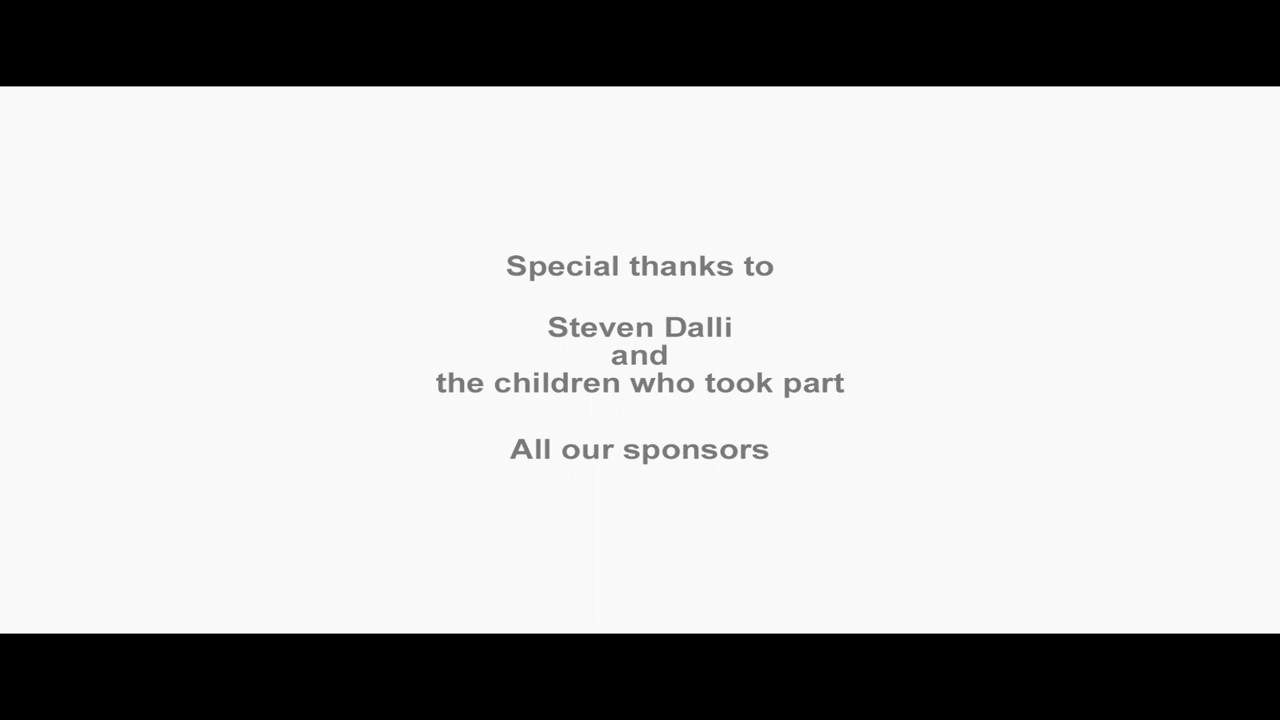 Special thanks to
Steven Dalli
and
the children who took part
All our sponsors